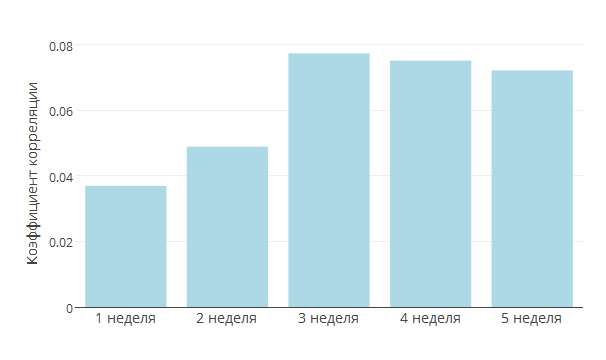 Коэффициент корреляции
0.08
0.06
0.04
0.02
0
1 неделя
2 неделя
3 неделя
4 неделя
5 неделя